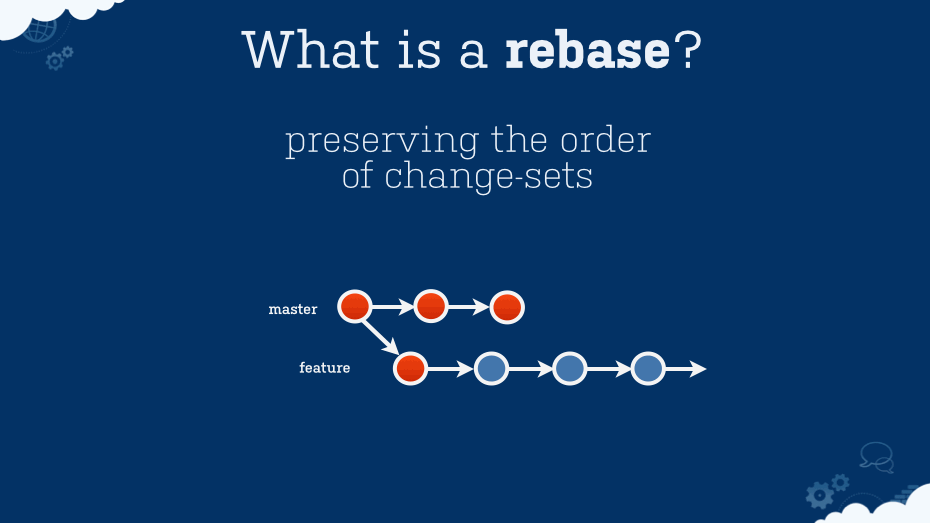 What is a rebase?
preserving the order
of change-sets
master
feature